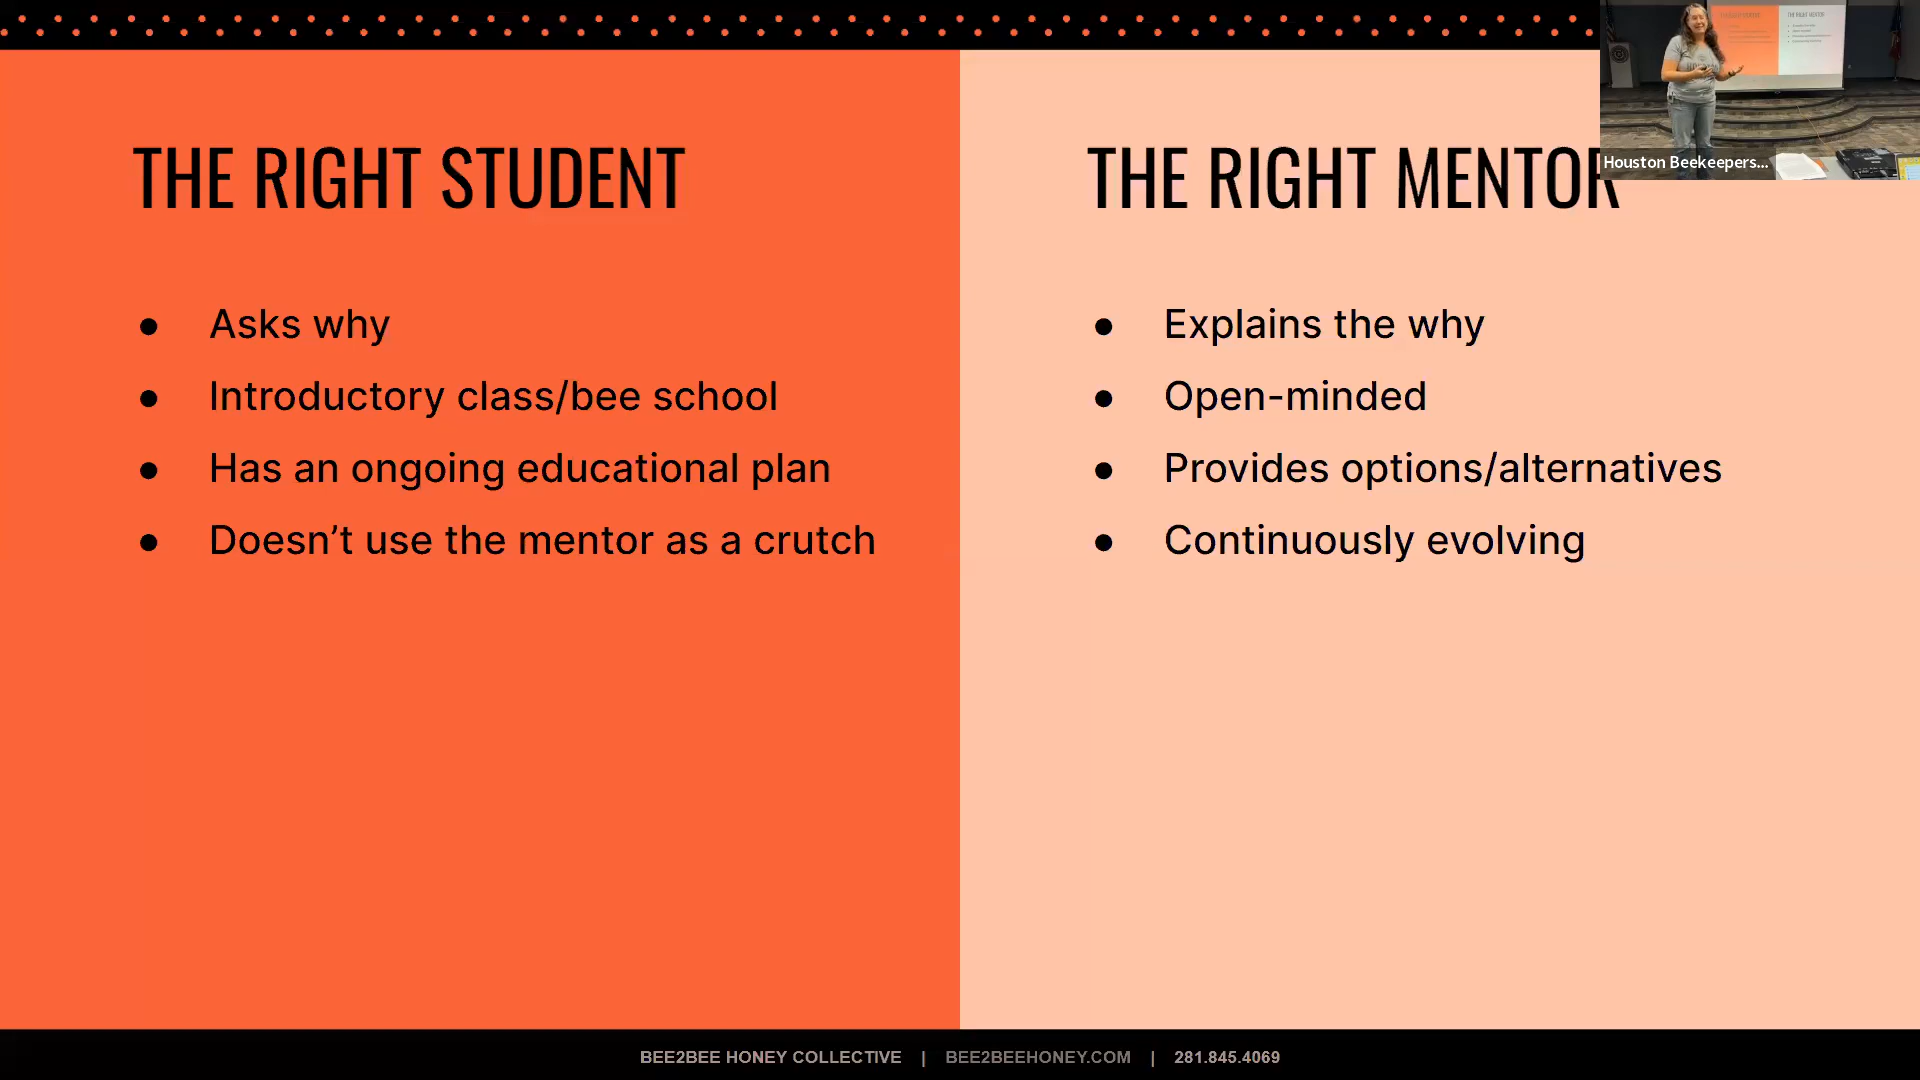 THE RIGHT STUDENT
● Asks why
● Introductory class/bee school
● Has an ongoing educational plan
● Doesn’t use the mentor as a crutch
THE RIGHT MENTOR
● Explains the why
● Open-minded
● Provides options/alternatives
● Continuously evolving
Houston Beekeepers...
BEE2BEE HONEY COLLECTIVE | BEE2BEEHONEY.COM | 281.845.4069